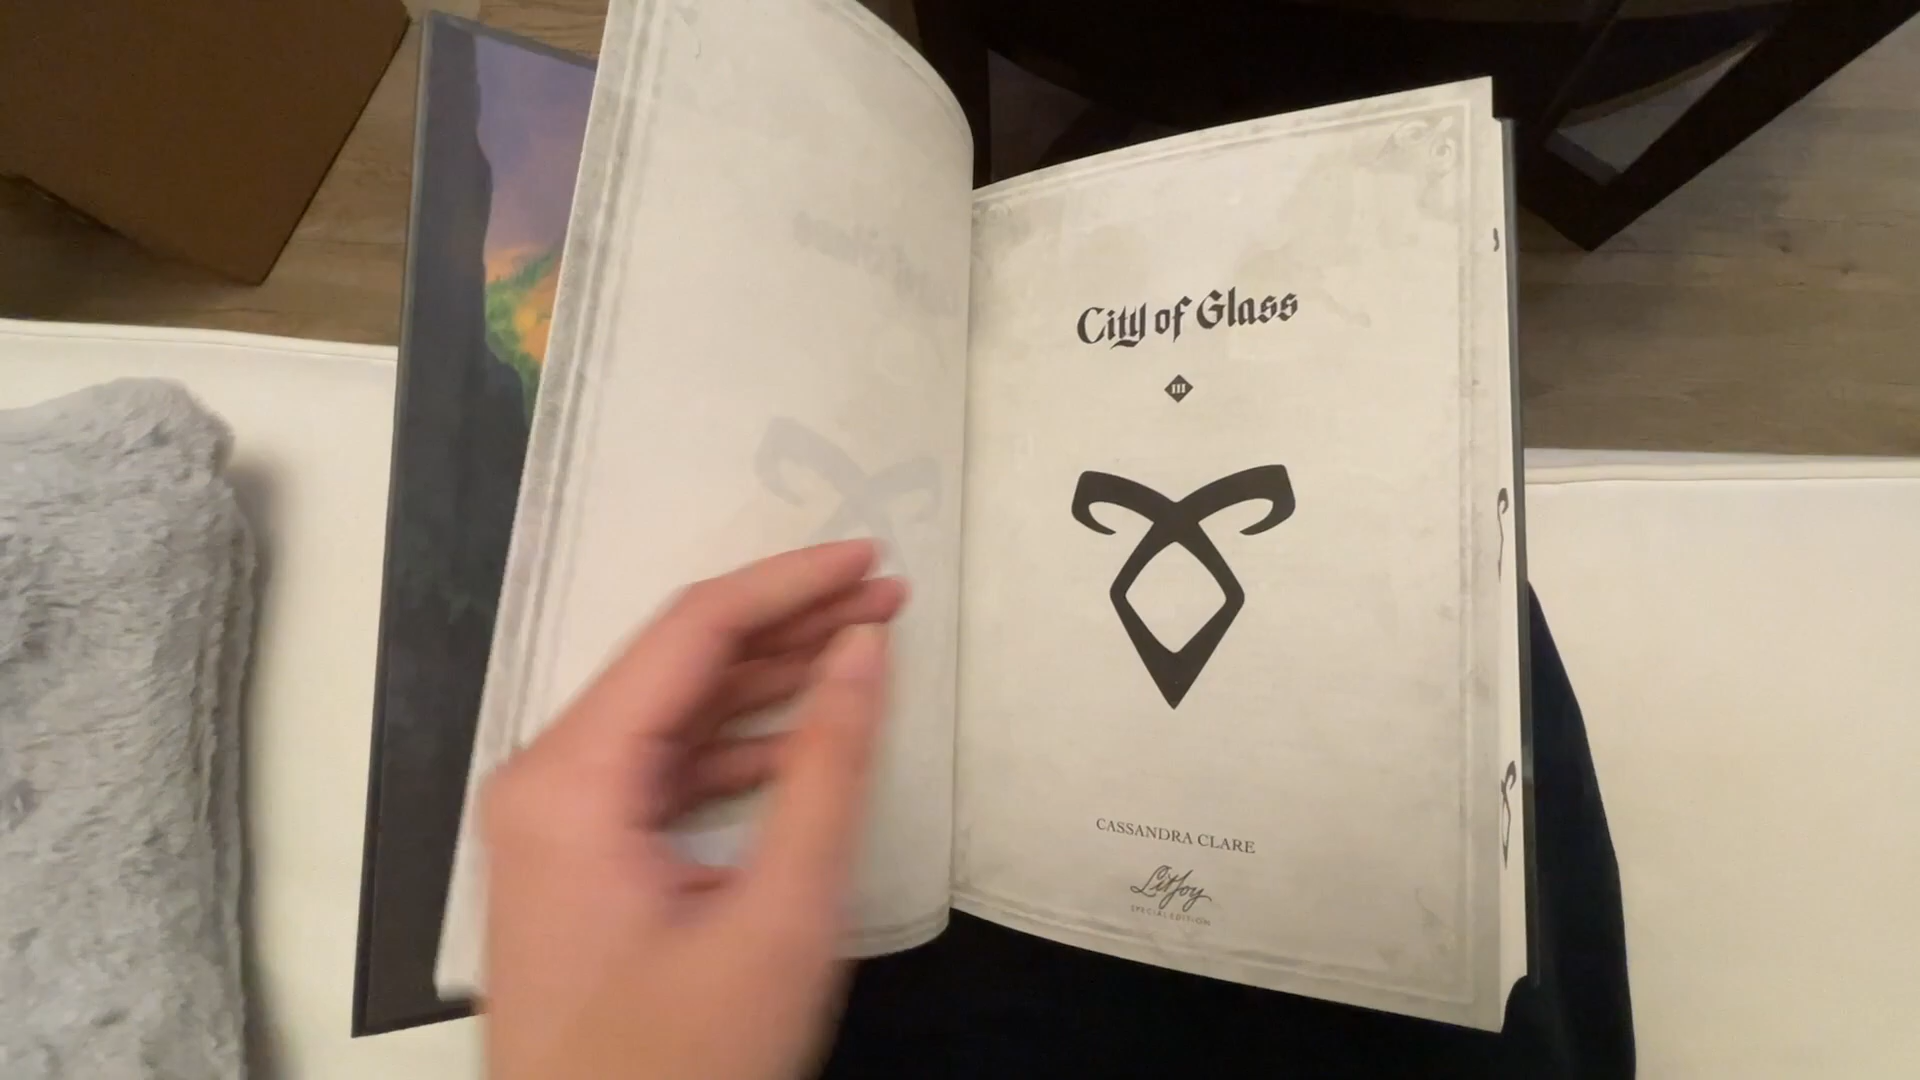 City of Glass
III
CASSANDRA CLARE
LitJoy
SPECIAL EDITION